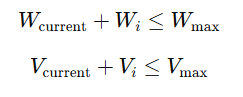 W_current + W_i ≤ W_max
V_current + V_i ≤ V_max